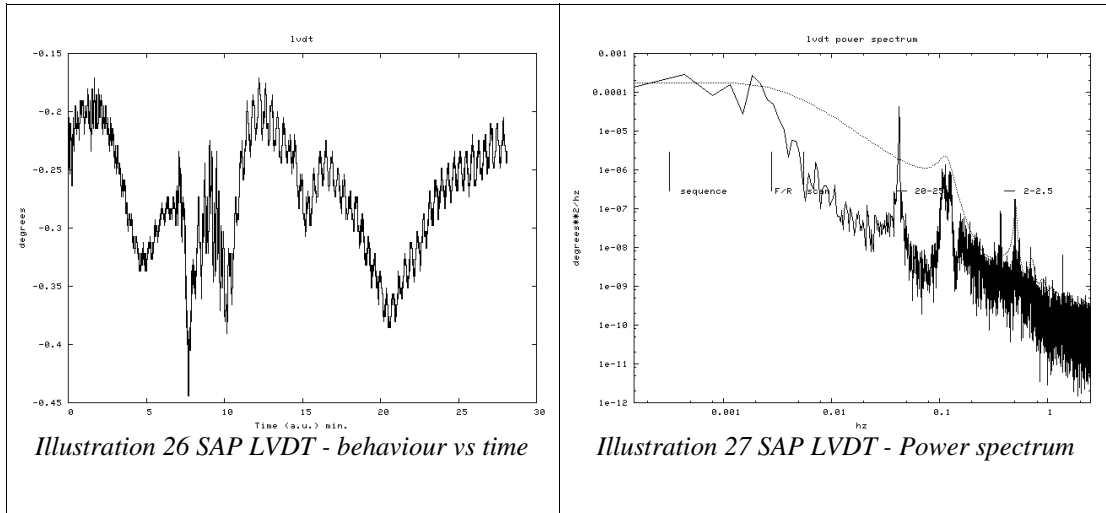 lvdt
-0.15
-0.2
-0.25
-0.3
-0.35
-0.4
-0.45
degrees
0 5 10 15 20 25 30
Time (a.u.) min.
Illustration 26 SAP LVDT - behaviour vs time
lvdt power spectrum
0.001
0.0001
1e-05
1e-06
1e-07
1e-08
1e-09
1e-10
1e-11
1e-12
degrees**2/hz
sequence F/R scan 20-25 2-2.5
0.001 0.01 0.1 1
hz
Illustration 27 SAP LVDT - Power spectrum